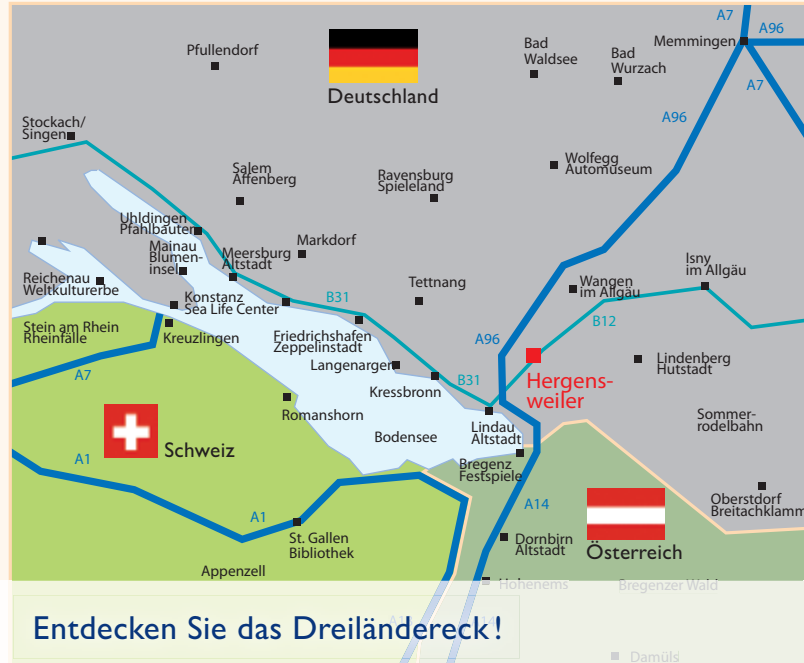 A7
A96
Memmingen
A7
Pfullendorf
Deutschland
Bad
Waldsee
Bad
Wurzach
A96
Stockach/
Singen
Salem
Affenberg
Ravensburg
Spieleland
Wolfegg
Automuseum
Uhldingen
Pfahlbauten
Mainau
Blumen-
insel
Meersburg
Altstadt
Markdorf
Reichenau
Weltkulturerbe
Konstanz
Sea Life Center
B31
Tettnang
Wangen
im Allgäu
Isny
im Allgäu
B12
Stein am Rhein
Rheinfälle
Kreuzlingen
Friedrichshafen
Zeppelinstadt
Langenargen
A96
Hergens-
weiler
Lindenberg
Hutstadt
A7
Kressbronn
B31
Romanshorn
Bodensee
Lindau
Altstadt
Sommer-
rodelbahn
Schweiz
A1
Bregenz
Festspiele
Oberstdorf
Breitachklamm
A1
A14
St. Gallen
Bibliothek
Dornbirn
Altstadt
Österreich
Appenzell
Hohenems
Bregenzer Wald
Entdecken Sie das Dreiländereck!
Damüls